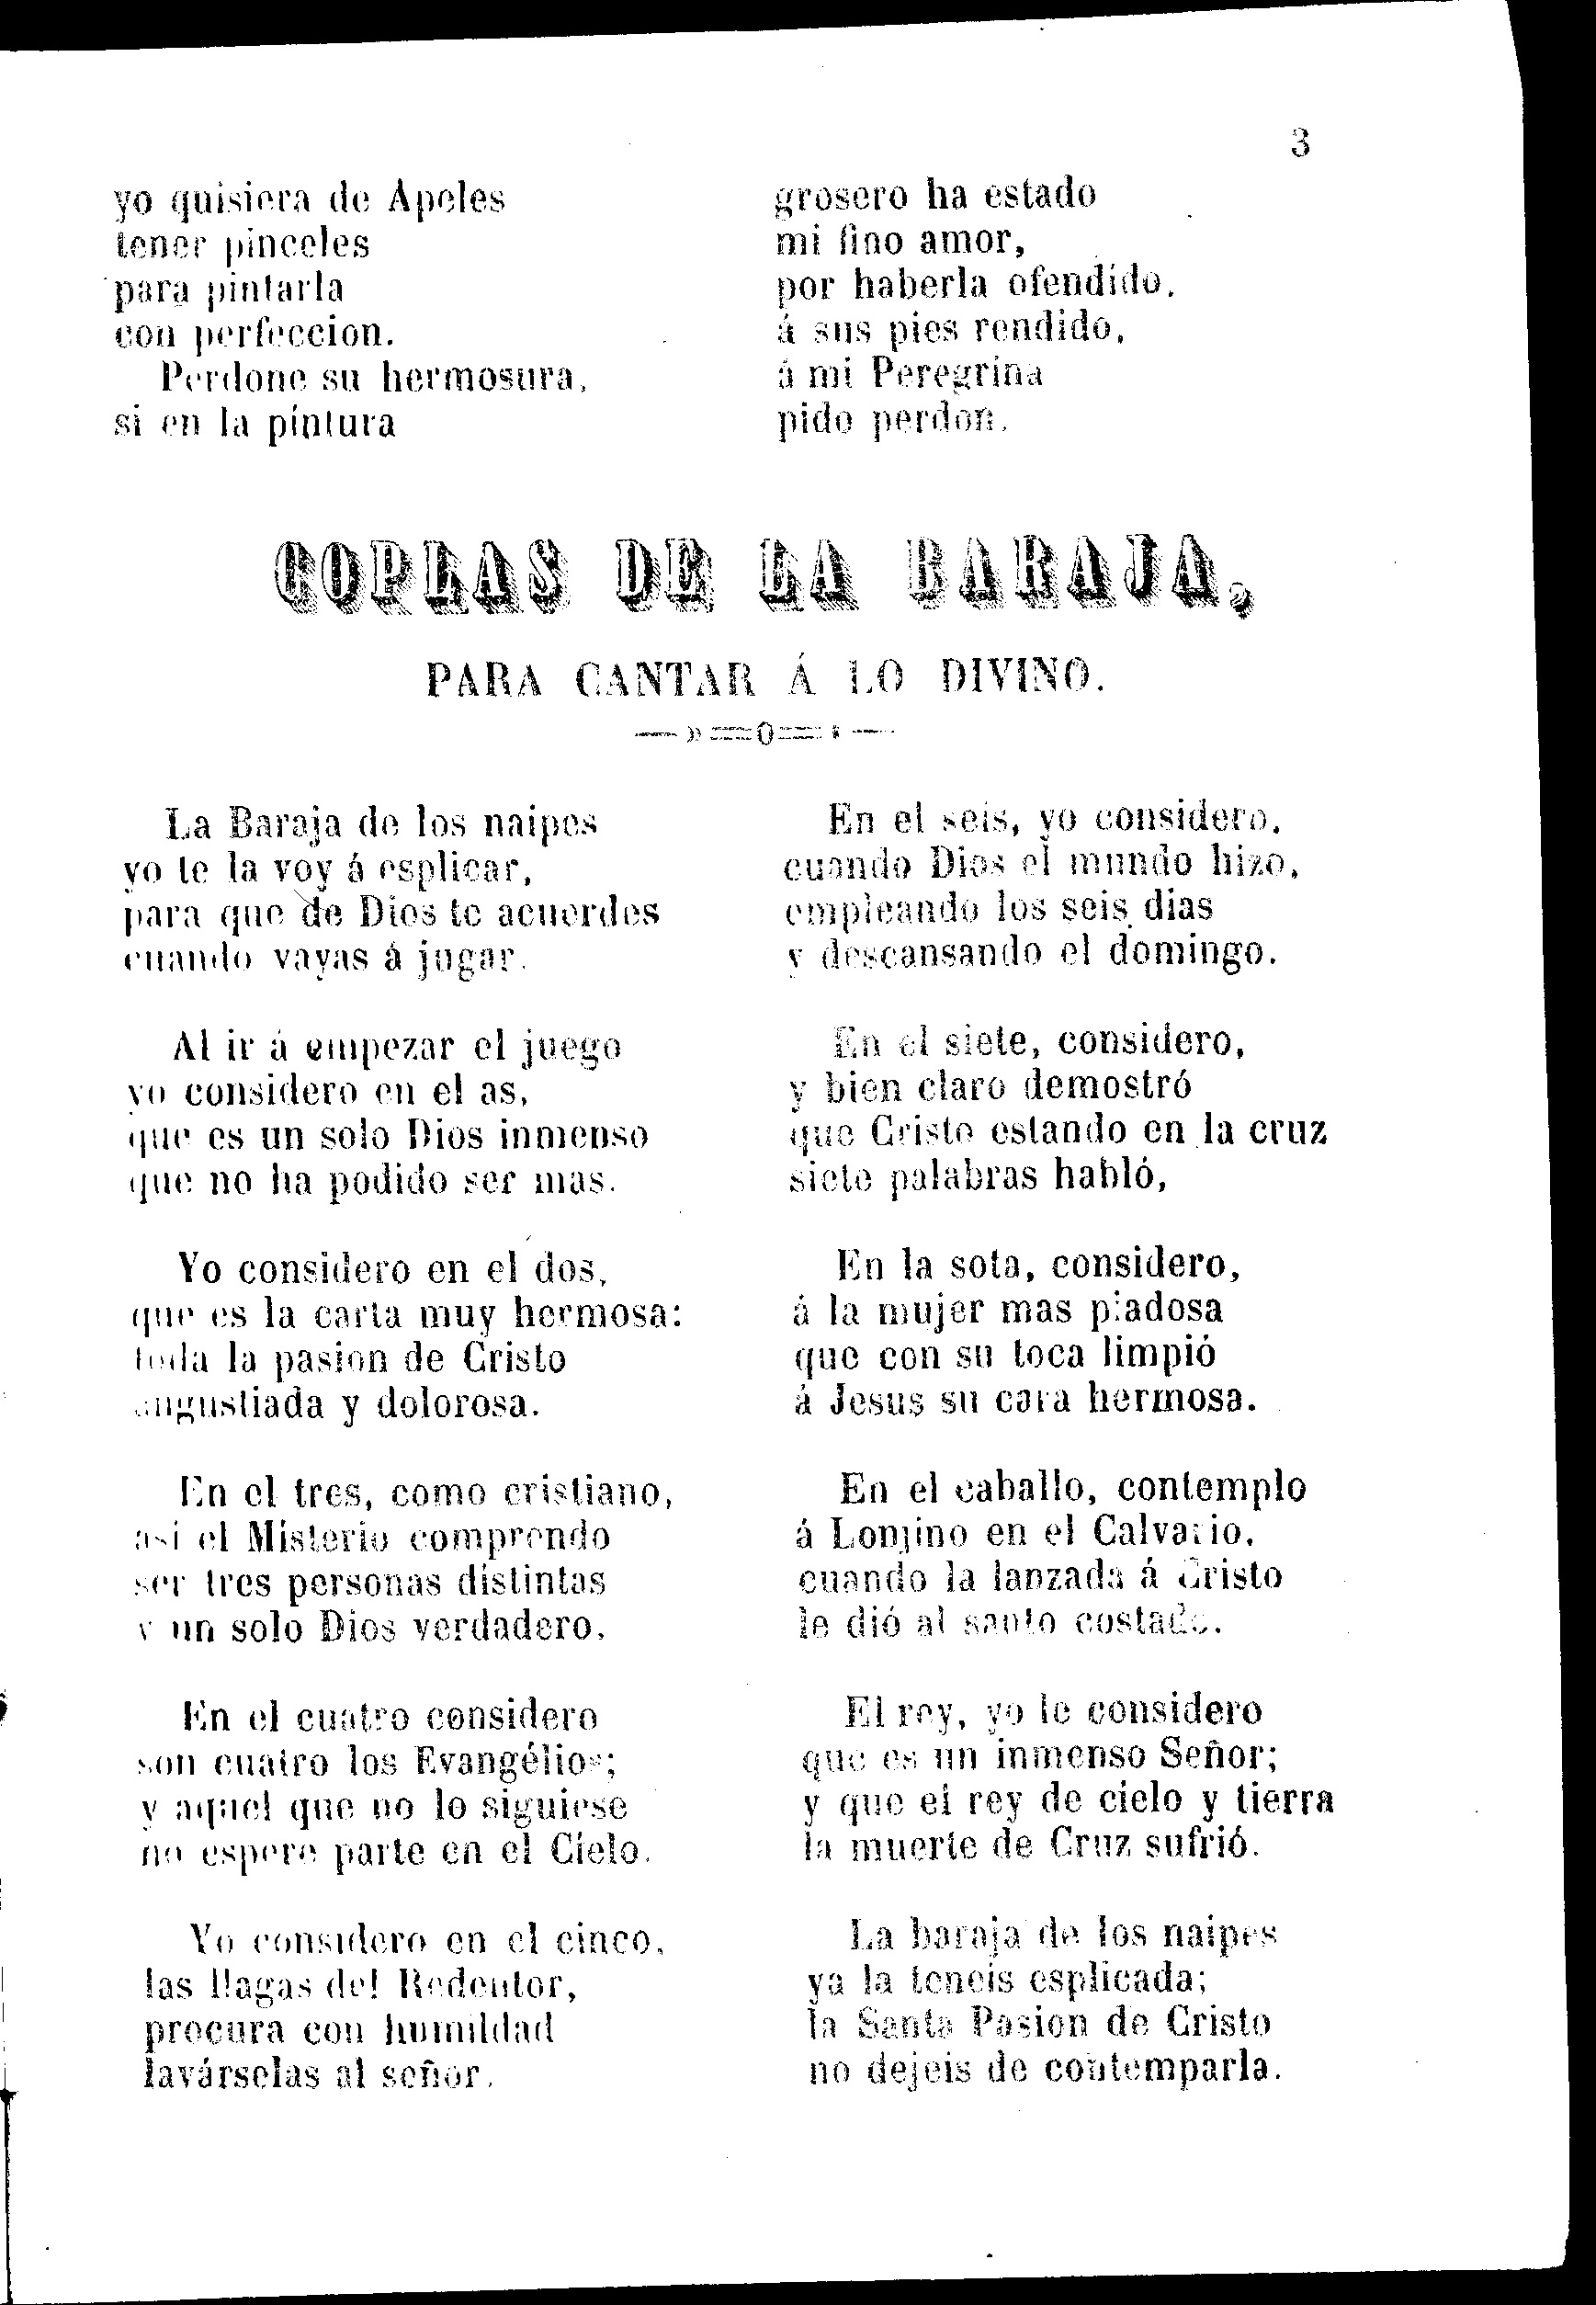 3
yo quisiera de Apeles
tener pinceles
para pintarla
con perfeccion.
Perdone su hermosura,
si en la pintura
grosero ha estado
mi fino amor,
por haberla ofendido,
á sus pies rendido,
á mi Peregrina
pido perdon.
COPLAS DE LA BARAJA,
PARA CANTAR Á LO DIVINO.
La Baraja de los naipes
yo te la voy á esplicar,
para que de Dios te acuerdes
cuando vayas á jugar.
Al ir á empezar el juego
yo considero en el as,
que es un solo Dios inmenso
que no ha podido ser mas.
Yo considero en el dos,
que es la carta muy hermosa:
toda la pasion de Cristo
angustiada y dolorosa.
En el tres, como cristiano,
asi el Misterio comprendo
ser tres personas distintas
y un solo Dios verdadero.
En el cuatro considero
son cuatro los Evangélios;
y aquel que no lo siguiese
no espere parte en el Cielo.
Yo considero en el cinco,
las llagas del Redentor,
procura con humildad
lavárselas al señor.
En el seis, yo considero,
cuando Dios el mundo hizo,
empleando los seis dias
y descansando el domingo.
En el siete, considero,
y bien claro demostró
que Cristo estando en la cruz
siete palabras habló,
En la sota, considero,
á la mujer mas piadosa
que con su toca limpió
á Jesus su cara hermosa.
En el caballo, contemplo
á Lonjino en el Calvario,
cuando la lanzada á Cristo
le dió al santo costado.
El rey, yo le considero
que es un inmenso Señor;
y que el rey de cielo y tierra
la muerte de Cruz sufrió.
La baraja de los naipes
ya la teneis esplicada;
la Santa Pasion de Cristo
no dejeis de contemparla.